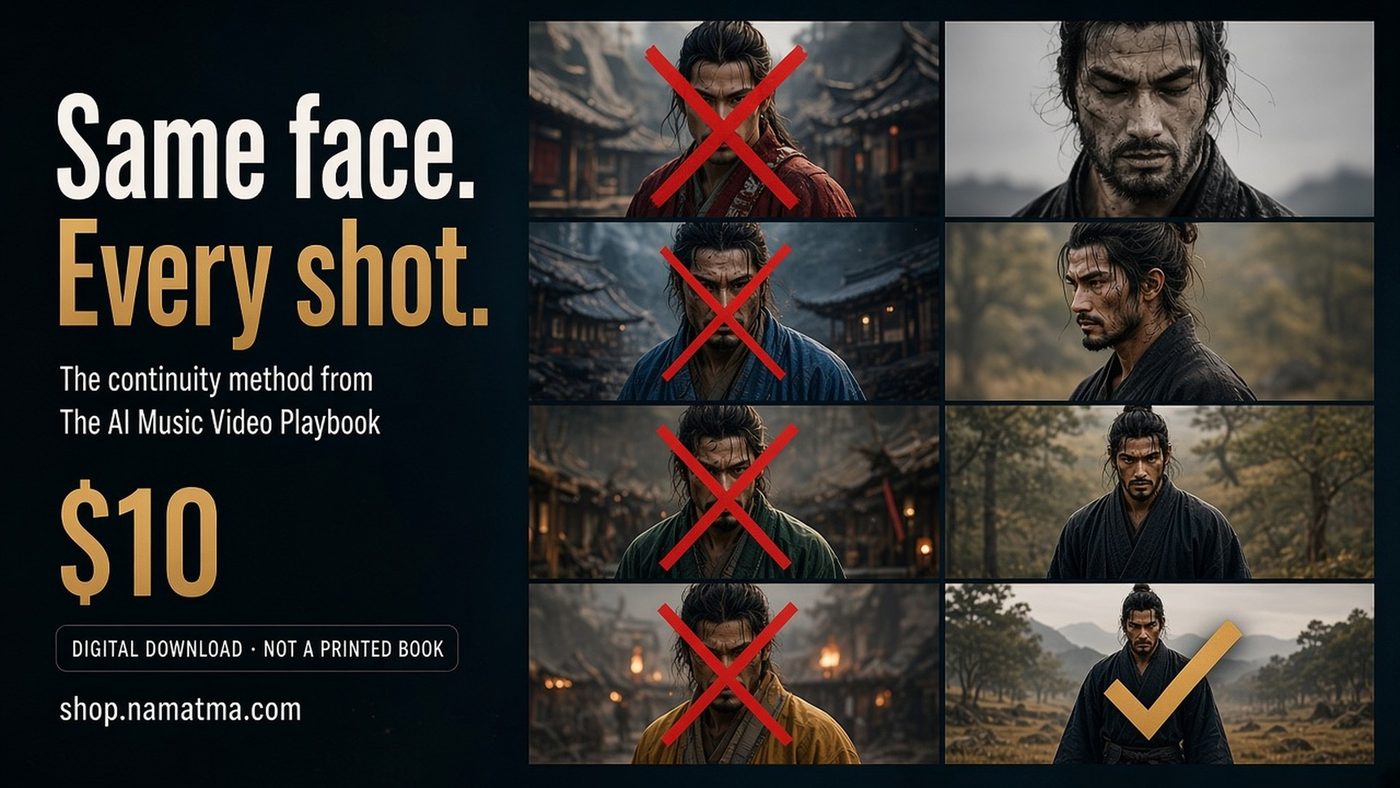 Same face.
Every shot.
The continuity method from
The AI Music Video Playbook
$10
DIGITAL DOWNLOAD · NOT A PRINTED BOOK
shop.namatma.com